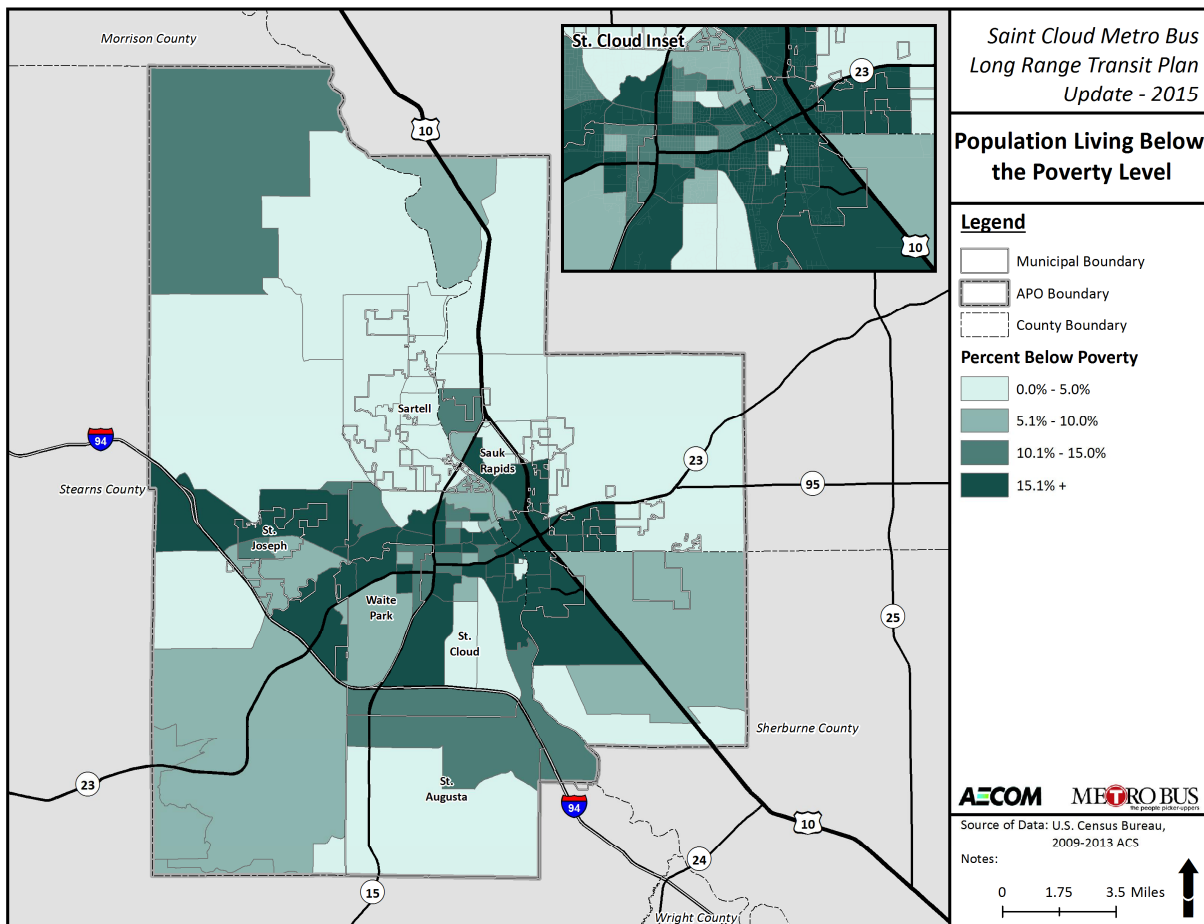 Morrison County
St. Cloud Inset
23
10
10
Saint Cloud Metro Bus
Long Range Transit Plan
Update - 2015
Population Living Below
the Poverty Level
Legend
Municipal Boundary
APO Boundary
County Boundary
Percent Below Poverty
0.0% - 5.0%
5.1% - 10.0%
10.1% - 15.0%
15.1% +
Sartell
94
Sauk
Rapids
23
95
Stearns County
St.
Joseph
Waite
Park
25
St.
Cloud
Sherburne County
23
St.
Augusta
94
10
24
15
Wright County
AECOM
METRO BUS
the people picker-uppers
Source of Data: U.S. Census Bureau,
2009-2013 ACS
Notes:
0 1.75 3.5 Miles